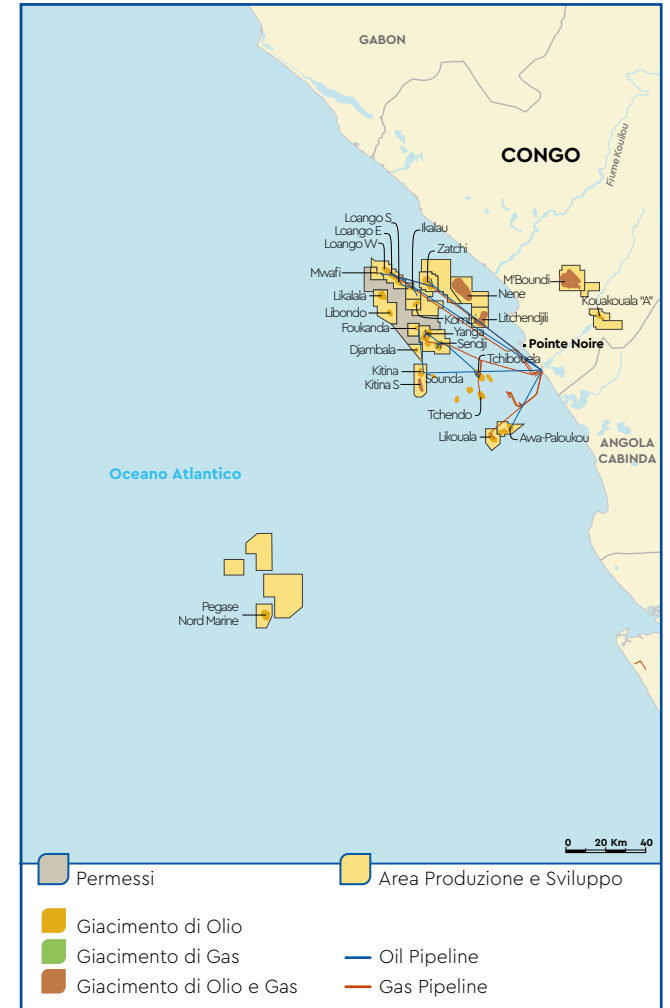 GABON
CONGO
Fiume Kouilou
Loango S
Loango E
Ikalau
Loango W
Zatchi
Mwafi
M'Boundi
Nene
Likalala
Kouakouala "A"
Libondo
Kombi
Litchendjili
Foukanda
Yanga
Sendji
Pointe Noire
Djambala
Tchibouela
Kitina
Sounda
Kitina S
Tchendo
Likouala
Awa-Paloukou
ANGOLA
CABINDA
Oceano Atlantico
Pegase
Nord Marine
0 20 Km 40
Permessi
Area Produzione e Sviluppo
Giacimento di Olio
Giacimento di Gas
Oil Pipeline
Giacimento di Olio e Gas
Gas Pipeline